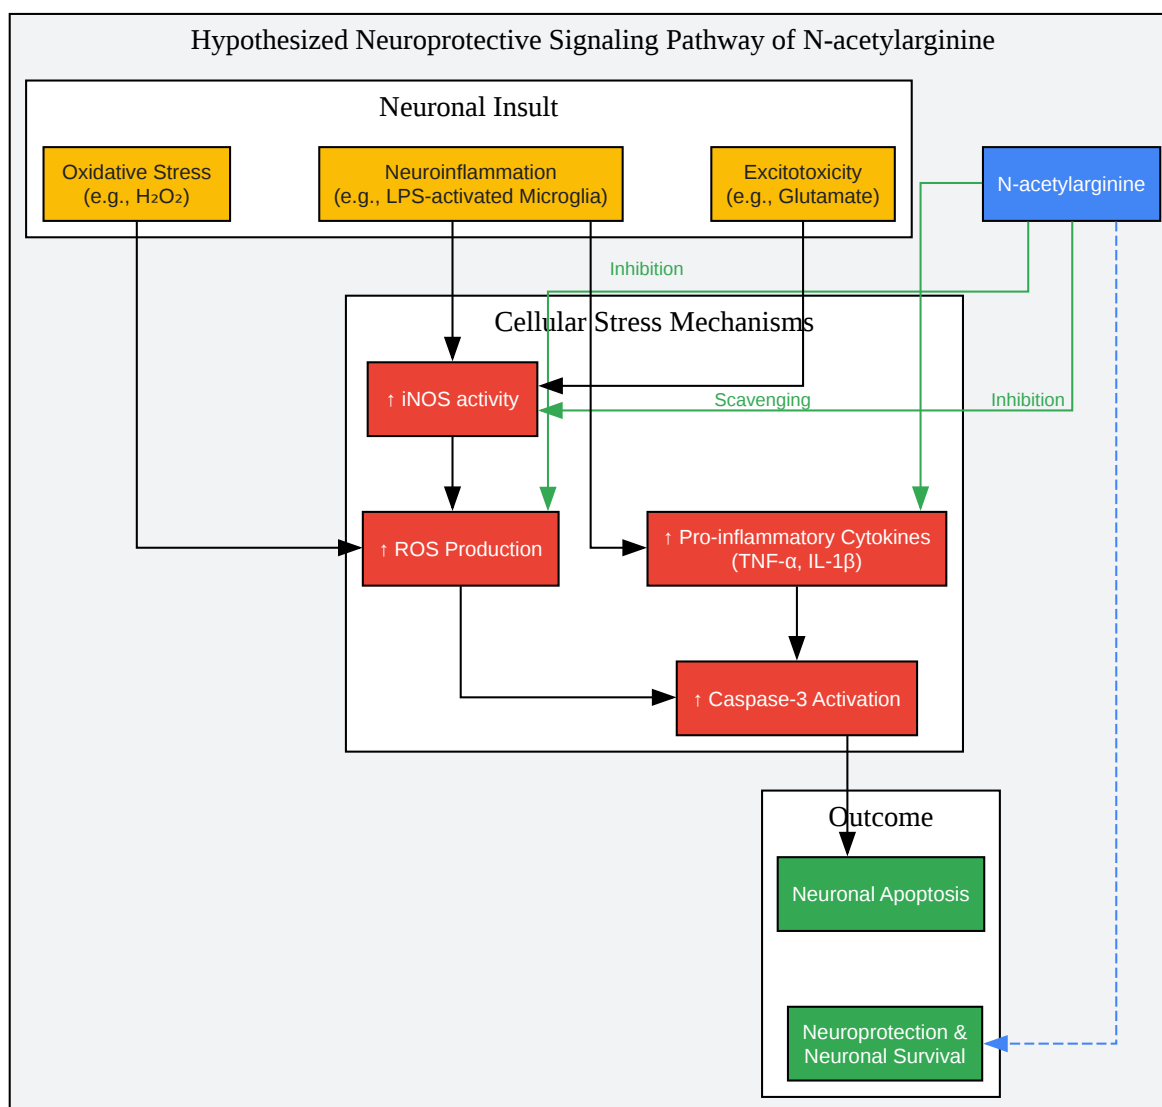 Hypothesized Neuroprotective Signaling Pathway of N-acetylarginine
Neuronal Insult
Oxidative Stress
(e.g., H₂O₂)
Neuroinflammation
(e.g., LPS-activated Microglia)
Excitotoxicity
(e.g., Glutamate)
N-acetylarginine
Inhibition
Cellular Stress Mechanisms
↑ iNOS activity
Scavenging
Inhibition
↑ ROS Production
↑ Pro-inflammatory Cytokines
(TNF-α, IL-1β)
↑ Caspase-3 Activation
Outcome
Neuronal Apoptosis
Neuroprotection &
Neuronal Survival